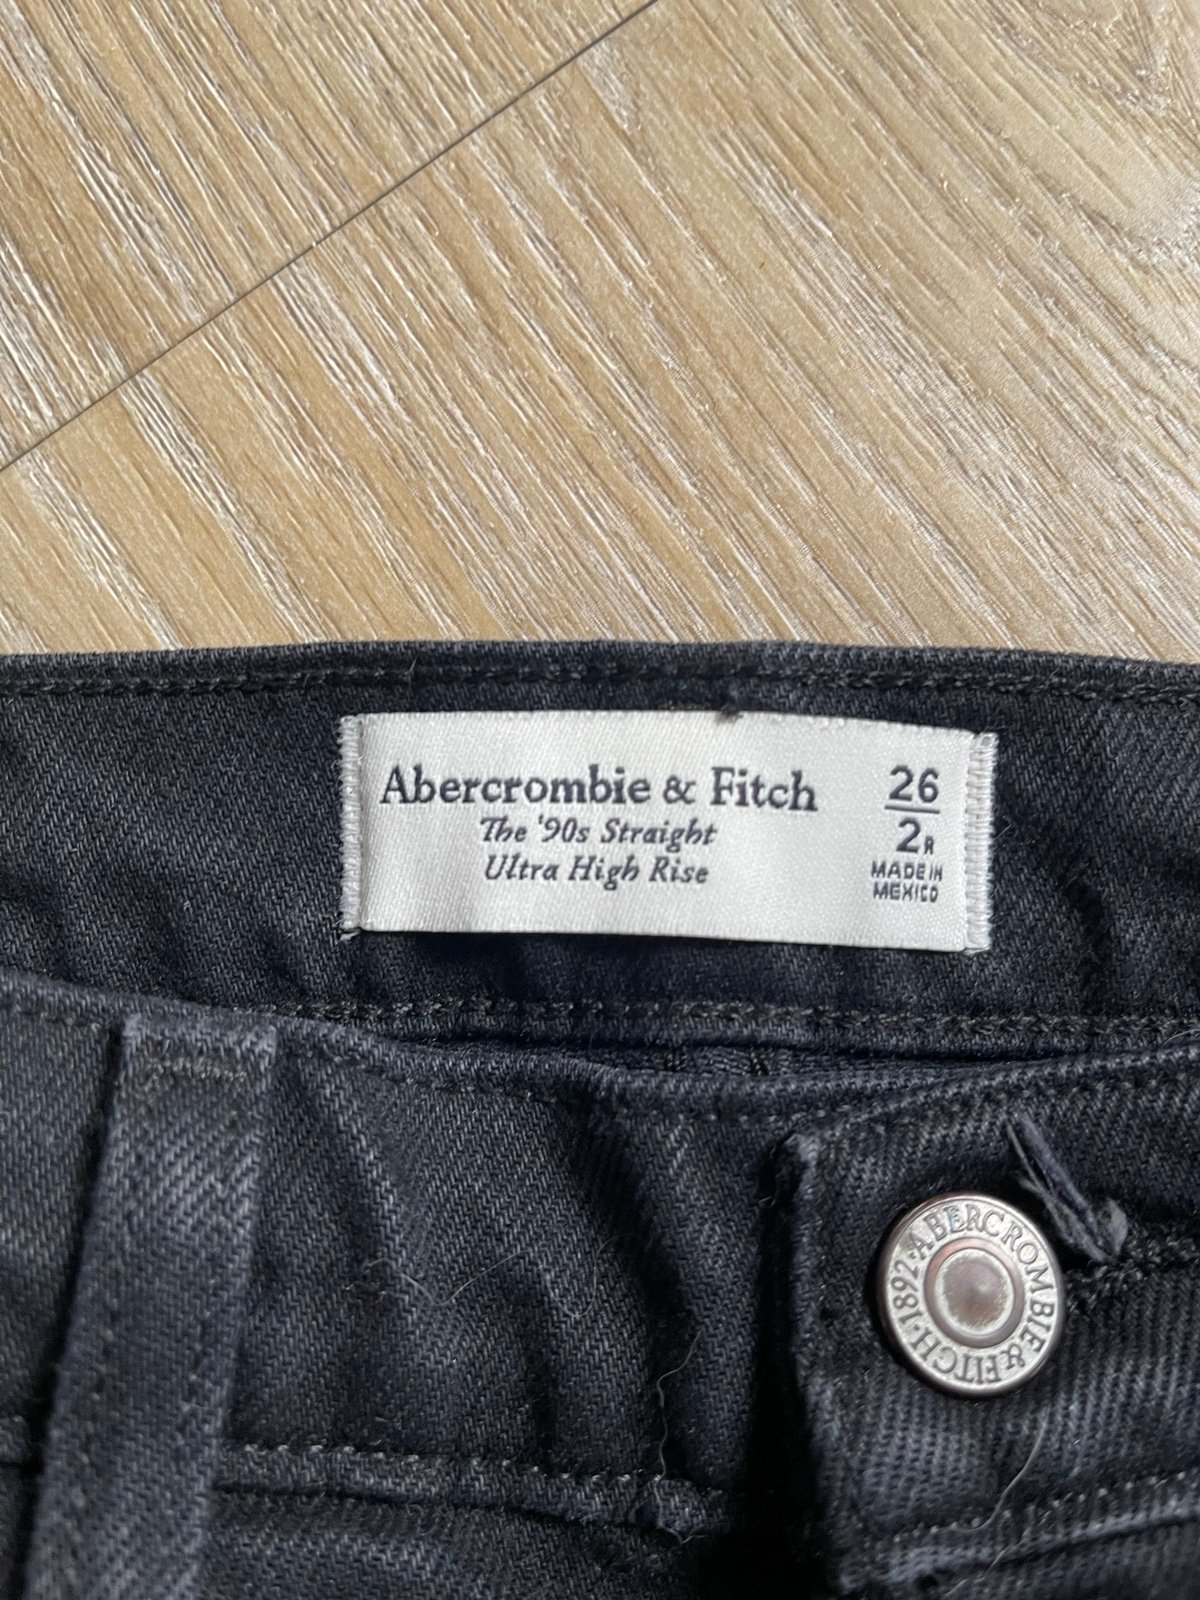 Abercrombie & Fitch
The '90s Straight
Ultra High Rise
26
2R
MADE IN
MEXICO
ABERCROMBIE & FITCH · 1892 ·